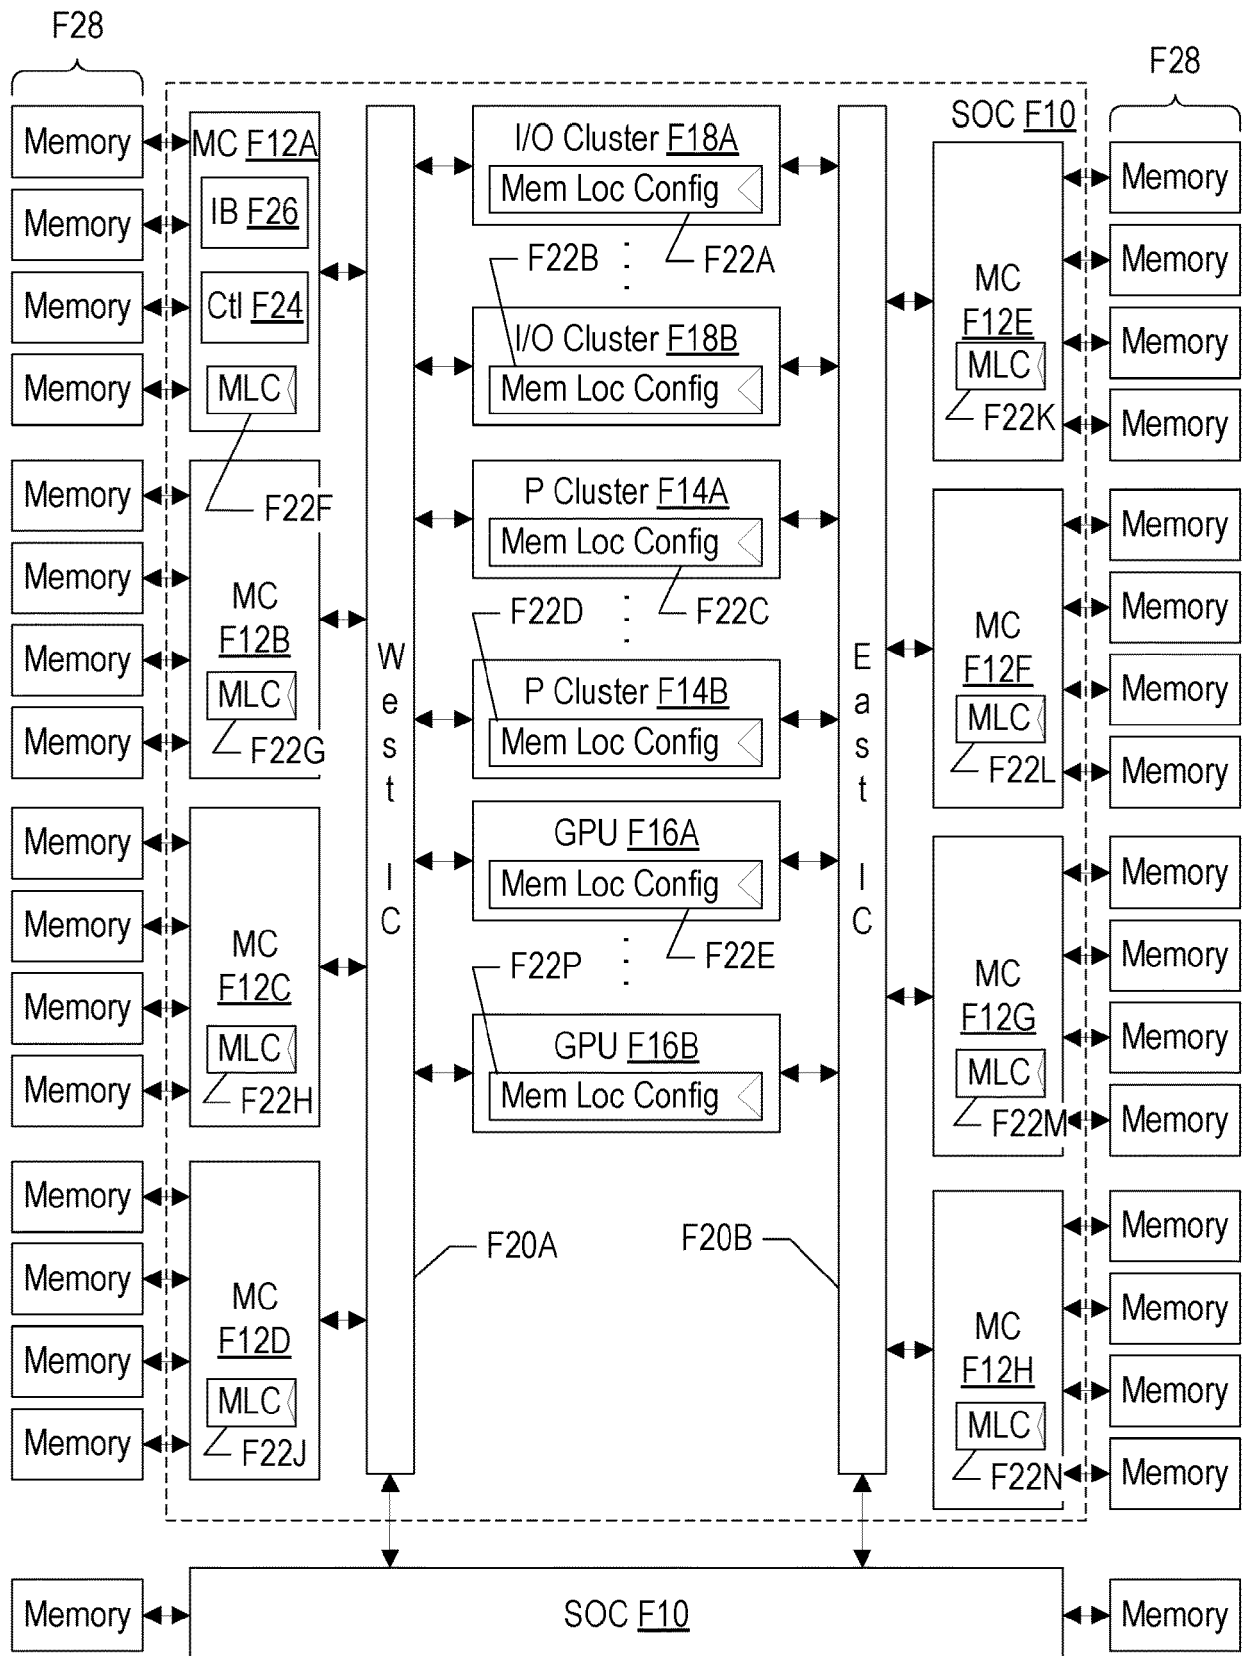 F28
F28
SOC F10
Memory
Memory
Memory
Memory
MC F12A
IB F26
Ctl F24
MLC
F22F
Memory
Memory
Memory
Memory
MC
F12B
MLC
F22G
Memory
Memory
Memory
Memory
MC
F12C
MLC
F22H
Memory
Memory
Memory
Memory
MC
F12D
MLC
F22J
West IC
F20A
I/O Cluster F18A
Mem Loc Config
F22B
F22A
I/O Cluster F18B
Mem Loc Config
P Cluster F14A
Mem Loc Config
F22D
F22C
P Cluster F14B
Mem Loc Config
GPU F16A
Mem Loc Config
F22P
F22E
GPU F16B
Mem Loc Config
East IC
F20B
MC
F12E
MLC
F22K
Memory
Memory
Memory
Memory
MC
F12F
MLC
F22L
Memory
Memory
Memory
Memory
MC
F12G
MLC
F22M
Memory
Memory
Memory
Memory
MC
F12H
MLC
F22N
Memory
Memory
Memory
Memory
Memory
SOC F10
Memory